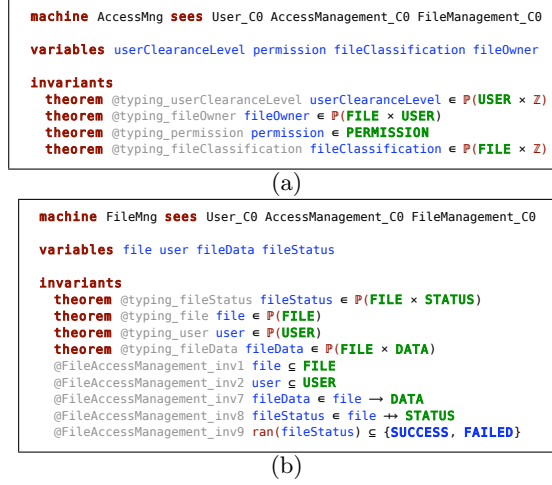 machine AccessMng sees User_C0 AccessManagement_C0 FileManagement_C0
variables userClearanceLevel permission fileClassification fileOwner
invariants
theorem @typing_userClearanceLevel userClearanceLevel ∈ ℙ(USER × ℤ)
theorem @typing_fileOwner fileOwner ∈ ℙ(FILE × USER)
theorem @typing_permission permission ∈ PERMISSION
theorem @typing_fileClassification fileClassification ∈ ℙ(FILE × ℤ)
(a)
machine FileMng sees User_C0 AccessManagement_C0 FileManagement_C0
variables file user fileData fileStatus
invariants
theorem @typing_fileStatus fileStatus ∈ ℙ(FILE × STATUS)
theorem @typing_file file ∈ ℙ(FILE)
theorem @typing_user user ∈ ℙ(USER)
theorem @typing_fileData fileData ∈ ℙ(FILE × DATA)
@FileAccessManagement_inv1 file ⊆ FILE
@FileAccessManagement_inv2 user ⊆ USER
@FileAccessManagement_inv7 fileData ∈ file → DATA
@FileAccessManagement_inv8 fileStatus ∈ file ⇸ STATUS
@FileAccessManagement_inv9 ran(fileStatus) ⊆ {SUCCESS, FAILED}
(b)